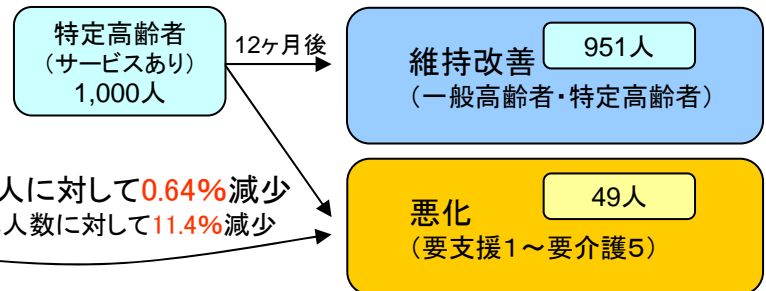 特定高齢者
（サービスあり）
1,000人
12ヶ月後
維持改善
951人
（一般高齢者・特定高齢者）
人に対して0.64%減少
人数に対して11.4%減少
悪化
49人
（要支援1～要介護5）